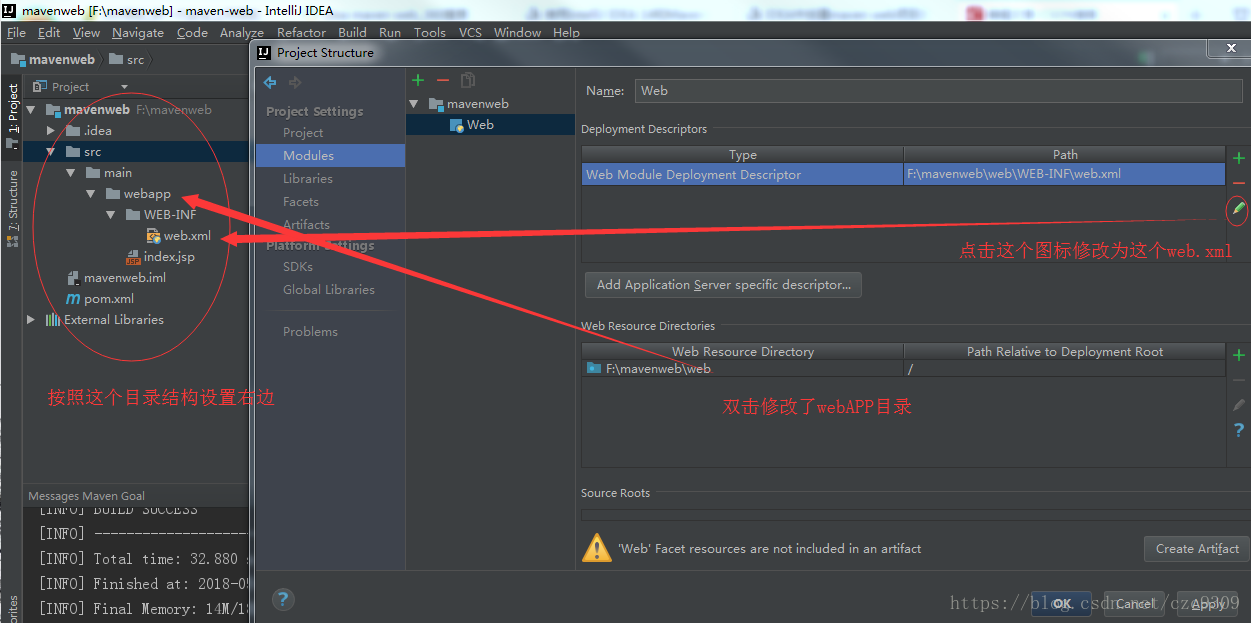 mavenweb [F:\mavenweb] - maven-web - IntelliJ IDEA
File Edit View Navigate Code Analyze Refactor Build Run Tools VCS Window Help
mavenweb src
Project Structure
1: Project
7: Structure
Project
mavenweb F:\mavenweb
.idea
src
main
webapp
WEB-INF
web.xml
index.jsp
mavenweb.iml
pom.xml
External Libraries
按照这个目录结构设置右边
Messages Maven Goal
[INFO] BUILD SUCCESS
[INFO] --------------------
[INFO] Total time: 32.880
[INFO] Finished at: 2018-05
[INFO] Final Memory: 14M/18
Project Settings
Project
Modules
Libraries
Facets
Artifacts
Platform Settings
SDKs
Global Libraries
Problems
mavenweb
Web
Name: Web
Deployment Descriptors
Type Path
Web Module Deployment Descriptor F:\mavenweb\web\WEB-INF\web.xml
点击这个图标修改为这个web.xml
Add Application Server specific descriptor...
Web Resource Directories
Web Resource Directory Path Relative to Deployment Root
F:\mavenweb\web /
双击修改了webAPP目录
Source Roots
'Web' Facet resources are not included in an artifact
Create Artifact
OK Cancel Apply
https://blog.csdn.net/czc9309